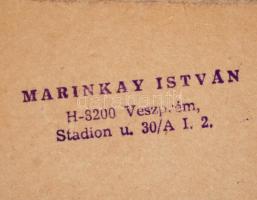 MARINKAY ISTVÁN
H-8200 Veszprém,
Stadion u. 30/A I. 2.